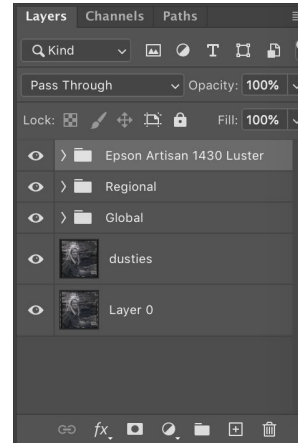 Layers Channels Paths
Kind
Pass Through Opacity: 100%
Lock: Fill: 100%
Epson Artisan 1430 Luster
Regional
Global
dusties
Layer 0
fx